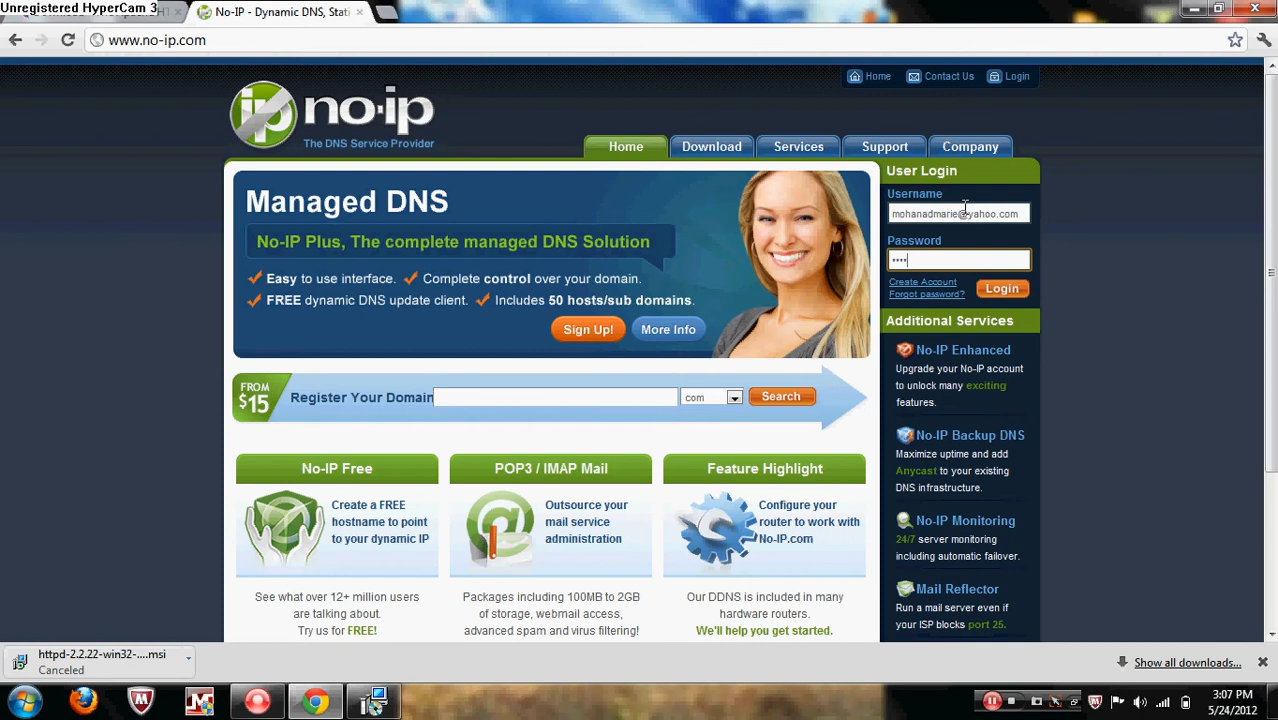 Unregistered HyperCam 3
No-IP - Dynamic DNS, Stati
www.no-ip.com
Home
Contact Us
Login
ip no-ip
The DNS Service Provider
Home
Download
Services
Support
Company
Managed DNS
No-IP Plus, The complete managed DNS Solution
Easy to use interface. Complete control over your domain.
FREE dynamic DNS update client. Includes 50 hosts/sub domains.
Sign Up!
More Info
User Login
Username
mohanadmarie@yahoo.com
Password
••••
Create Account
Forgot password?
Login
FROM
$15
Register Your Domain
com
Search
Additional Services
No-IP Enhanced
Upgrade your No-IP account
to unlock many exciting
features.
No-IP Backup DNS
Maximize uptime and add
Anycast to your existing
DNS infrastructure.
No-IP Monitoring
24/7 server monitoring
including automatic failover.
Mail Reflector
Run a mail server even if
your ISP blocks port 25.
No-IP Free
Create a FREE
hostname to point
to your dynamic IP
See what over 12+ million users
are talking about.
Try us for FREE!
POP3 / IMAP Mail
Outsource your
mail service
administration
Packages including 100MB to 2GB
of storage, webmail access,
advanced spam and virus filtering!
Feature Highlight
Configure your
router to work with
No-IP.com
Our DDNS is included in many
hardware routers.
We'll help you get started.
httpd-2.2.22-win32-....msi
Canceled
Show all downloads...
3:07 PM
5/24/2012